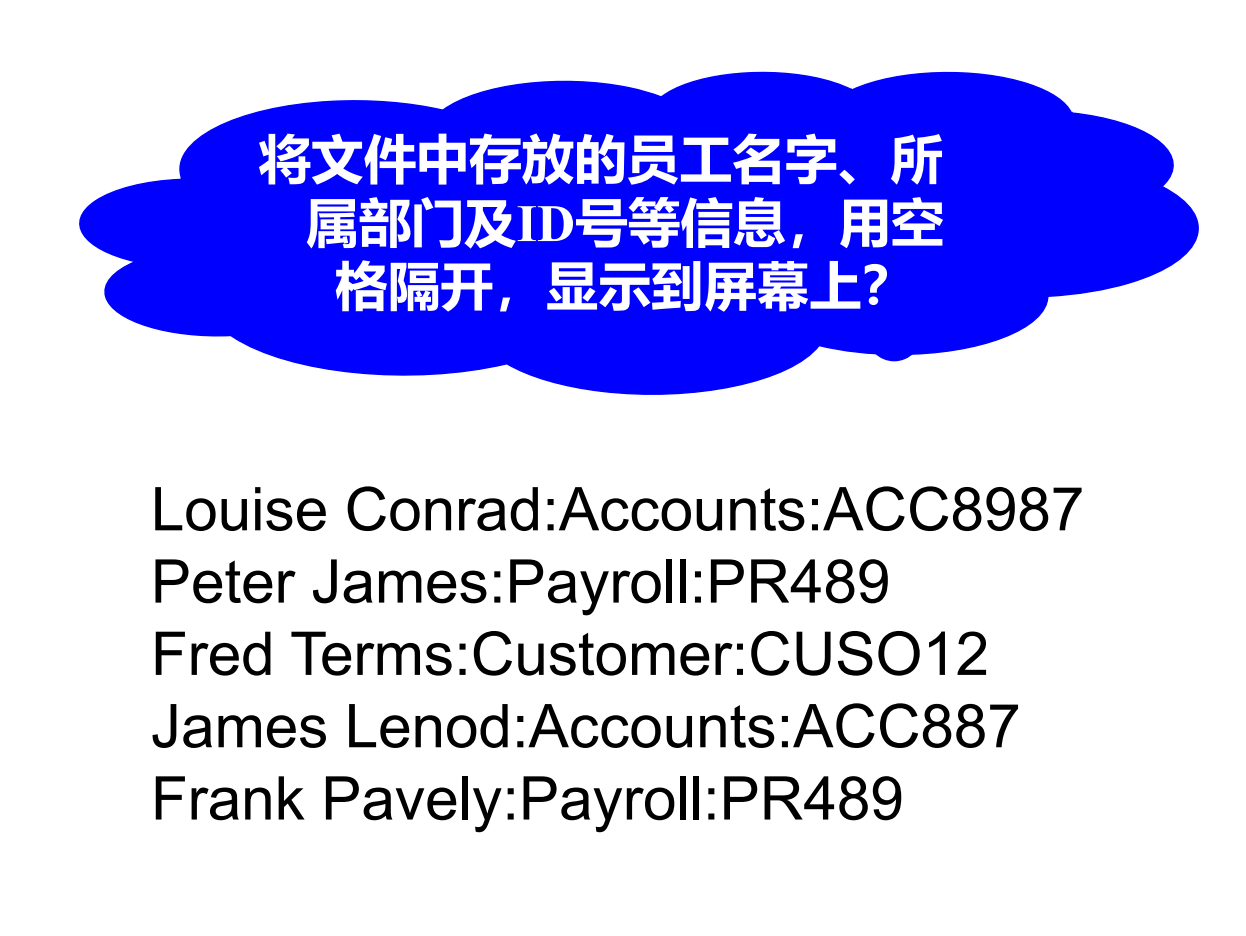 将文件中存放的员工名字、所
属部门及ID号等信息，用空
格隔开，显示到屏幕上？
Louise Conrad:Accounts:ACC8987
Peter James:Payroll:PR489
Fred Terms:Customer:CUSO12
James Lenod:Accounts:ACC887
Frank Pavely:Payroll:PR489